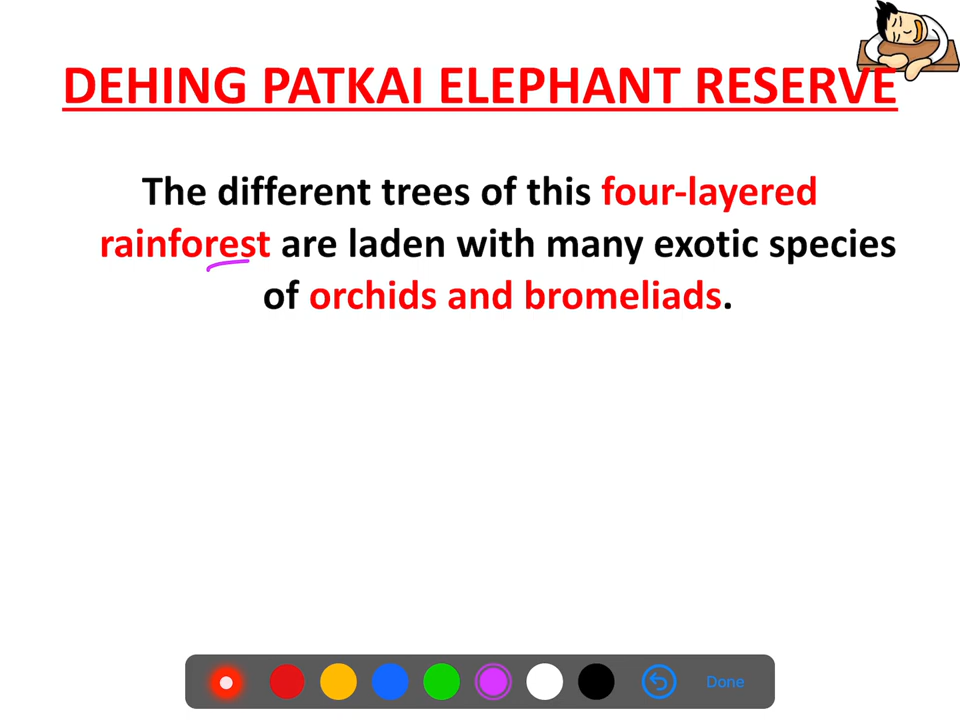 DEHING PATKAI ELEPHANT RESERVE
The different trees of this four-layered
rainforest are laden with many exotic species
of orchids and bromeliads.
Done